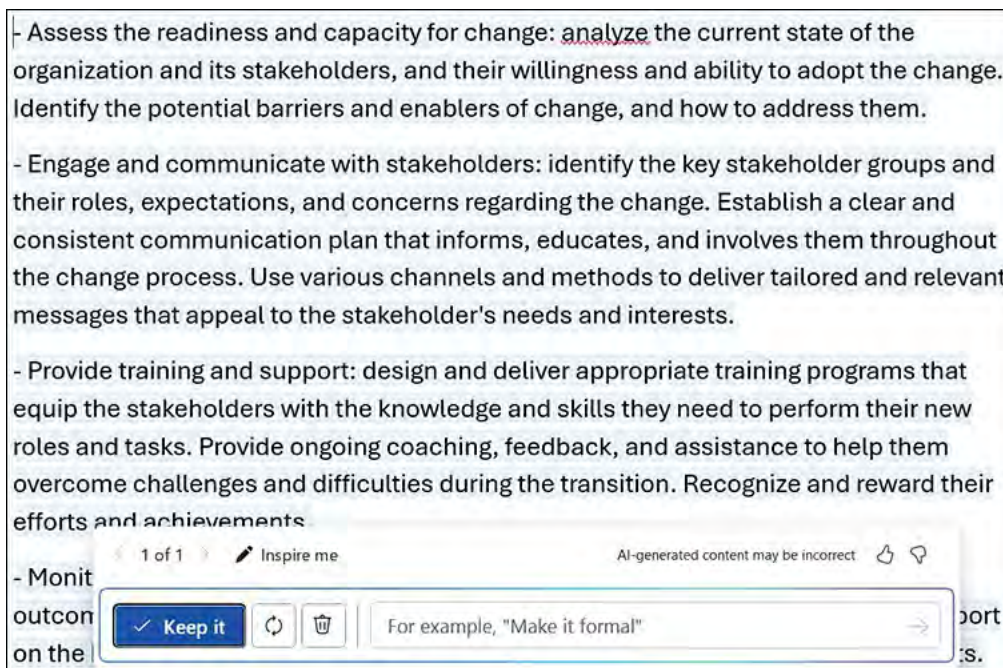 - Assess the readiness and capacity for change: analyze the current state of the
organization and its stakeholders, and their willingness and ability to adopt the change.
Identify the potential barriers and enablers of change, and how to address them.
- Engage and communicate with stakeholders: identify the key stakeholder groups and
their roles, expectations, and concerns regarding the change. Establish a clear and
consistent communication plan that informs, educates, and involves them throughout
the change process. Use various channels and methods to deliver tailored and relevant
messages that appeal to the stakeholder's needs and interests.
- Provide training and support: design and deliver appropriate training programs that
equip the stakeholders with the knowledge and skills they need to perform their new
roles and tasks. Provide ongoing coaching, feedback, and assistance to help them
overcome challenges and difficulties during the transition. Recognize and reward their
efforts and achievements.
1 of 1 Inspire me AI-generated content may be incorrect
- Monit
outcom
Keep it For example, "Make it formal"
port
on the
ts.